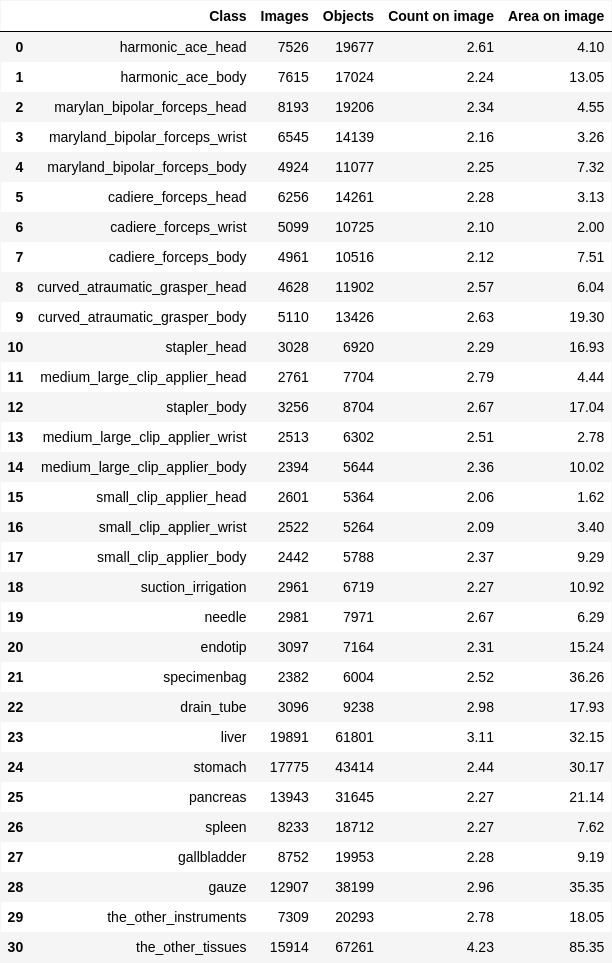 Class Images Objects Count on image Area on image
0 harmonic_ace_head 7526 19677 2.61 4.10
1 harmonic_ace_body 7615 17024 2.24 13.05
2 marylan_bipolar_forceps_head 8193 19206 2.34 4.55
3 maryland_bipolar_forceps_wrist 6545 14139 2.16 3.26
4 maryland_bipolar_forceps_body 4924 11077 2.25 7.32
5 cadiere_forceps_head 6256 14261 2.28 3.13
6 cadiere_forceps_wrist 5099 10725 2.10 2.00
7 cadiere_forceps_body 4961 10516 2.12 7.51
8 curved_atraumatic_grasper_head 4628 11902 2.57 6.04
9 curved_atraumatic_grasper_body 5110 13426 2.63 19.30
10 stapler_head 3028 6920 2.29 16.93
11 medium_large_clip_applier_head 2761 7704 2.79 4.44
12 stapler_body 3256 8704 2.67 17.04
13 medium_large_clip_applier_wrist 2513 6302 2.51 2.78
14 medium_large_clip_applier_body 2394 5644 2.36 10.02
15 small_clip_applier_head 2601 5364 2.06 1.62
16 small_clip_applier_wrist 2522 5264 2.09 3.40
17 small_clip_applier_body 2442 5788 2.37 9.29
18 suction_irrigation 2961 6719 2.27 10.92
19 needle 2981 7971 2.67 6.29
20 endotip 3097 7164 2.31 15.24
21 specimenbag 2382 6004 2.52 36.26
22 drain_tube 3096 9238 2.98 17.93
23 liver 19891 61801 3.11 32.15
24 stomach 17775 43414 2.44 30.17
25 pancreas 13943 31645 2.27 21.14
26 spleen 8233 18712 2.27 7.62
27 gallbladder 8752 19953 2.28 9.19
28 gauze 12907 38199 2.96 35.35
29 the_other_instruments 7309 20293 2.78 18.05
30 the_other_tissues 15914 67261 4.23 85.35